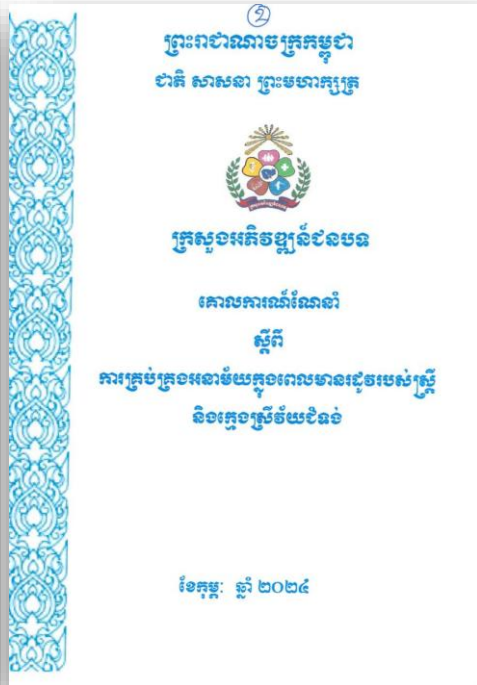 ២
ព្រះរាជាណាចក្រកម្ពុជា
ជាតិ សាសនា ព្រះមហាក្សត្រ
ក្រសួងអភិវឌ្ឍន៍ជនបទ
គោលការណ៍ណែនាំ
ស្តីពី
ការគ្រប់គ្រងអនាម័យក្នុងពេលមានរដូវរបស់ស្ត្រី
និងក្មេងស្រីវ័យជំទង់
ខែកុម្ភៈ ឆ្នាំ ២០២៤